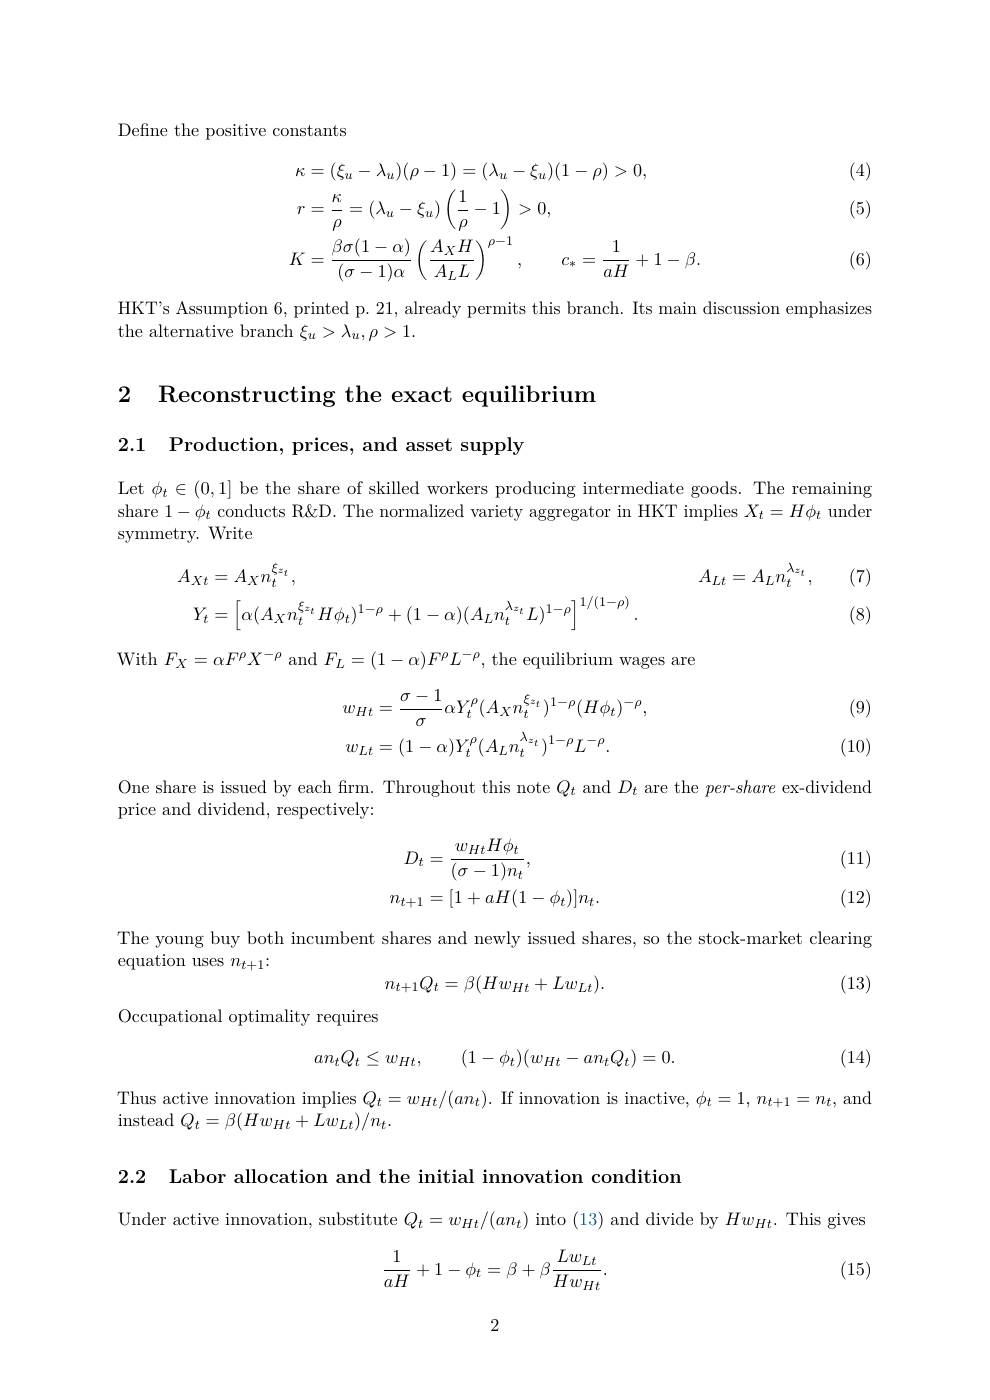 Define the positive constants
κ = (ξ_u − λ_u)(ρ − 1) = (λ_u − ξ_u)(1 − ρ) > 0, (4)
r = κ/ρ = (λ_u − ξ_u) (1/ρ − 1) > 0, (5)
K = βσ(1 − α)/((σ − 1)α) (A_X H/A_L L)^{ρ−1}, c_* = 1/(aH) + 1 − β. (6)
HKT's Assumption 6, printed p. 21, already permits this branch. Its main discussion emphasizes
the alternative branch ξ_u > λ_u, ρ > 1.
2 Reconstructing the exact equilibrium
2.1 Production, prices, and asset supply
Let ϕ_t ∈ (0, 1] be the share of skilled workers producing intermediate goods. The remaining
share 1 − ϕ_t conducts R&D. The normalized variety aggregator in HKT implies X_t = Hϕ_t under
symmetry. Write
A_{Xt} = A_X n_t^{ξ_{z_t}}, A_{Lt} = A_L n_t^{λ_{z_t}}, (7)
Y_t = [α(A_X n_t^{ξ_{z_t}} Hϕ_t)^{1−ρ} + (1 − α)(A_L n_t^{λ_{z_t}} L)^{1−ρ}]^{1/(1−ρ)}. (8)
With F_X = αF^ρ X^{−ρ} and F_L = (1 − α)F^ρ L^{−ρ}, the equilibrium wages are
w_{Ht} = (σ − 1)/σ αY_t^ρ (A_X n_t^{ξ_{z_t}})^{1−ρ}(Hϕ_t)^{−ρ}, (9)
w_{Lt} = (1 − α)Y_t^ρ (A_L n_t^{λ_{z_t}})^{1−ρ} L^{−ρ}. (10)
One share is issued by each firm. Throughout this note Q_t and D_t are the per-share ex-dividend
price and dividend, respectively:
D_t = w_{Ht}Hϕ_t/((σ − 1)n_t), (11)
n_{t+1} = [1 + aH(1 − ϕ_t)]n_t. (12)
The young buy both incumbent shares and newly issued shares, so the stock-market clearing
equation uses n_{t+1}:
n_{t+1}Q_t = β(Hw_{Ht} + Lw_{Lt}). (13)
Occupational optimality requires
an_tQ_t ≤ w_{Ht}, (1 − ϕ_t)(w_{Ht} − an_tQ_t) = 0. (14)
Thus active innovation implies Q_t = w_{Ht}/(an_t). If innovation is inactive, ϕ_t = 1, n_{t+1} = n_t, and
instead Q_t = β(Hw_{Ht} + Lw_{Lt})/n_t.
2.2 Labor allocation and the initial innovation condition
Under active innovation, substitute Q_t = w_{Ht}/(an_t) into (13) and divide by Hw_{Ht}. This gives
1/(aH) + 1 − ϕ_t = β + β Lw_{Lt}/(Hw_{Ht}). (15)
2